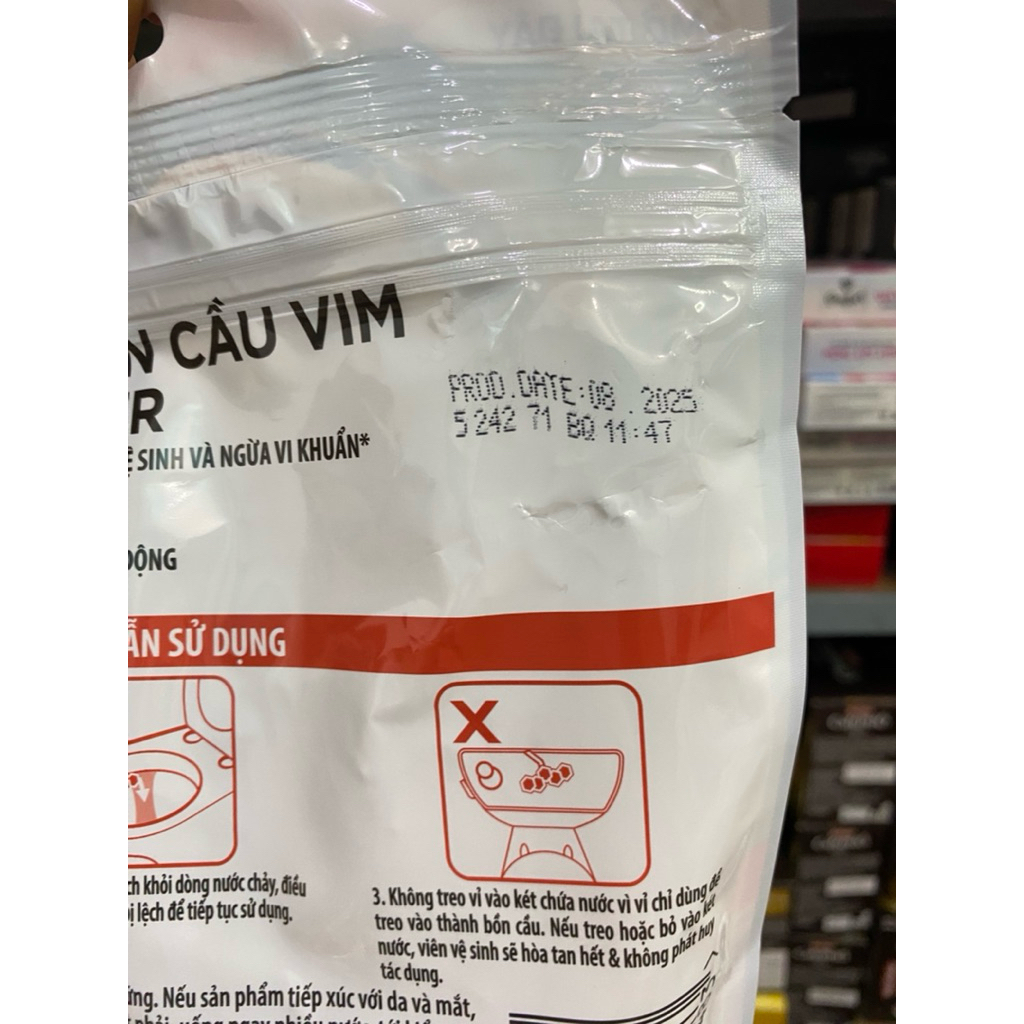 N CẦU VIM
ER
PROD.DATE:08 . 2025
5 242 71 BQ 11:47
Ệ SINH VÀ NGỪA VI KHUẨN*
ĐỘNG
ẪN SỬ DỤNG
X
ch khỏi dòng nước chảy, điều
bị lệch để tiếp tục sử dụng.
3. Không treo vỉ vào két chứa nước vì vỉ chỉ dùng để
treo vào thành bồn cầu. Nếu treo hoặc bỏ vào két
nước, viên vệ sinh sẽ hòa tan hết & không phát huy
tác dụng.
ứng. Nếu sản phẩm tiếp xúc với da và mắt,